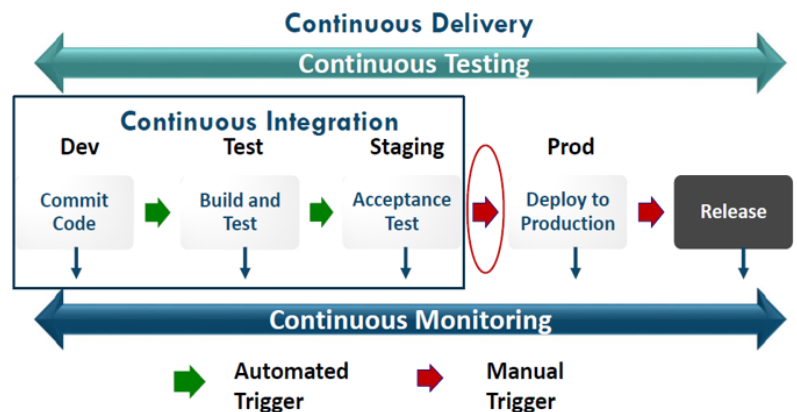 Continuous Delivery
Continuous Testing
Continuous Integration
Dev
Test
Staging
Prod
Commit
Code
Build and
Test
Acceptance
Test
Deploy to
Production
Release
Continuous Monitoring
Automated
Trigger
Manual
Trigger